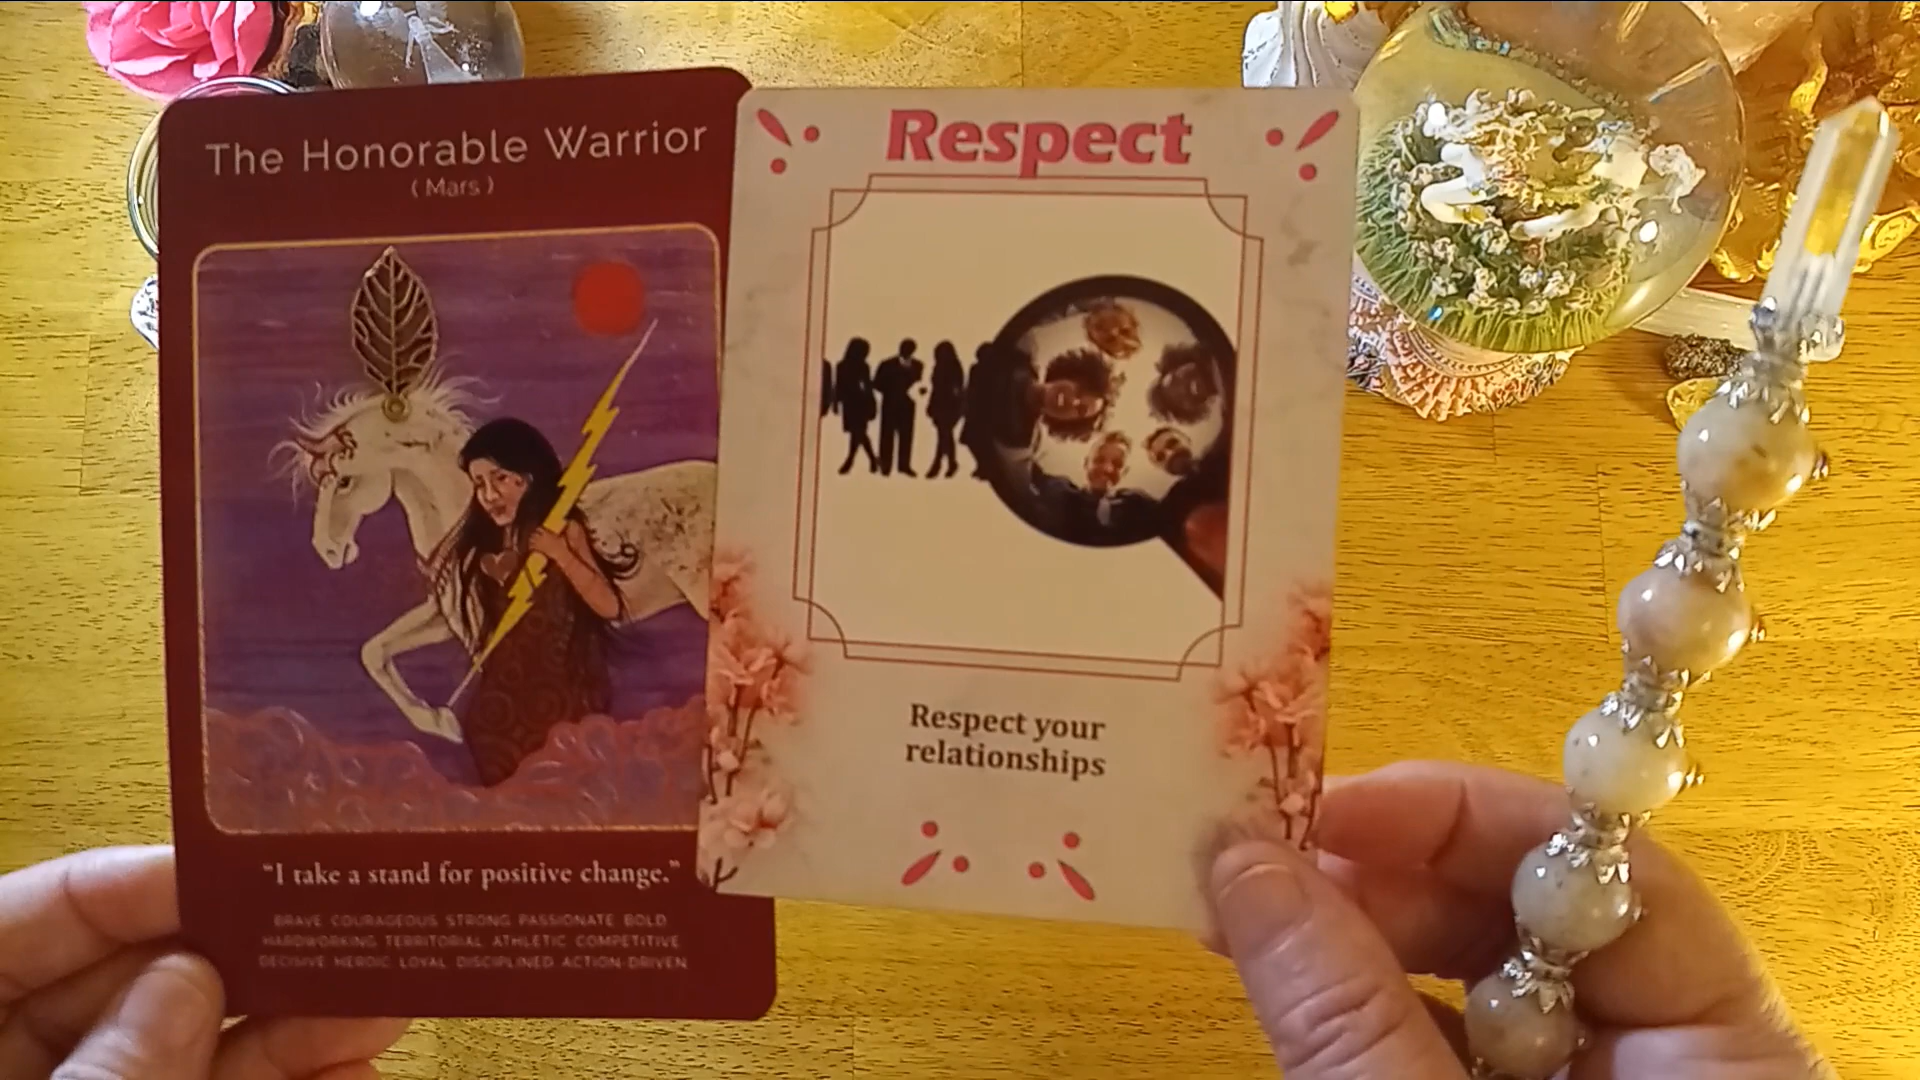 The Honorable Warrior
( Mars )
"I take a stand for positive change."
BRAVE COURAGEOUS STRONG PASSIONATE BOLD
HARDWORKING TERRITORIAL ATHLETIC COMPETITIVE
DECISIVE HEROIC LOYAL DISCIPLINED ACTION-DRIVEN
Respect
Respect your
relationships